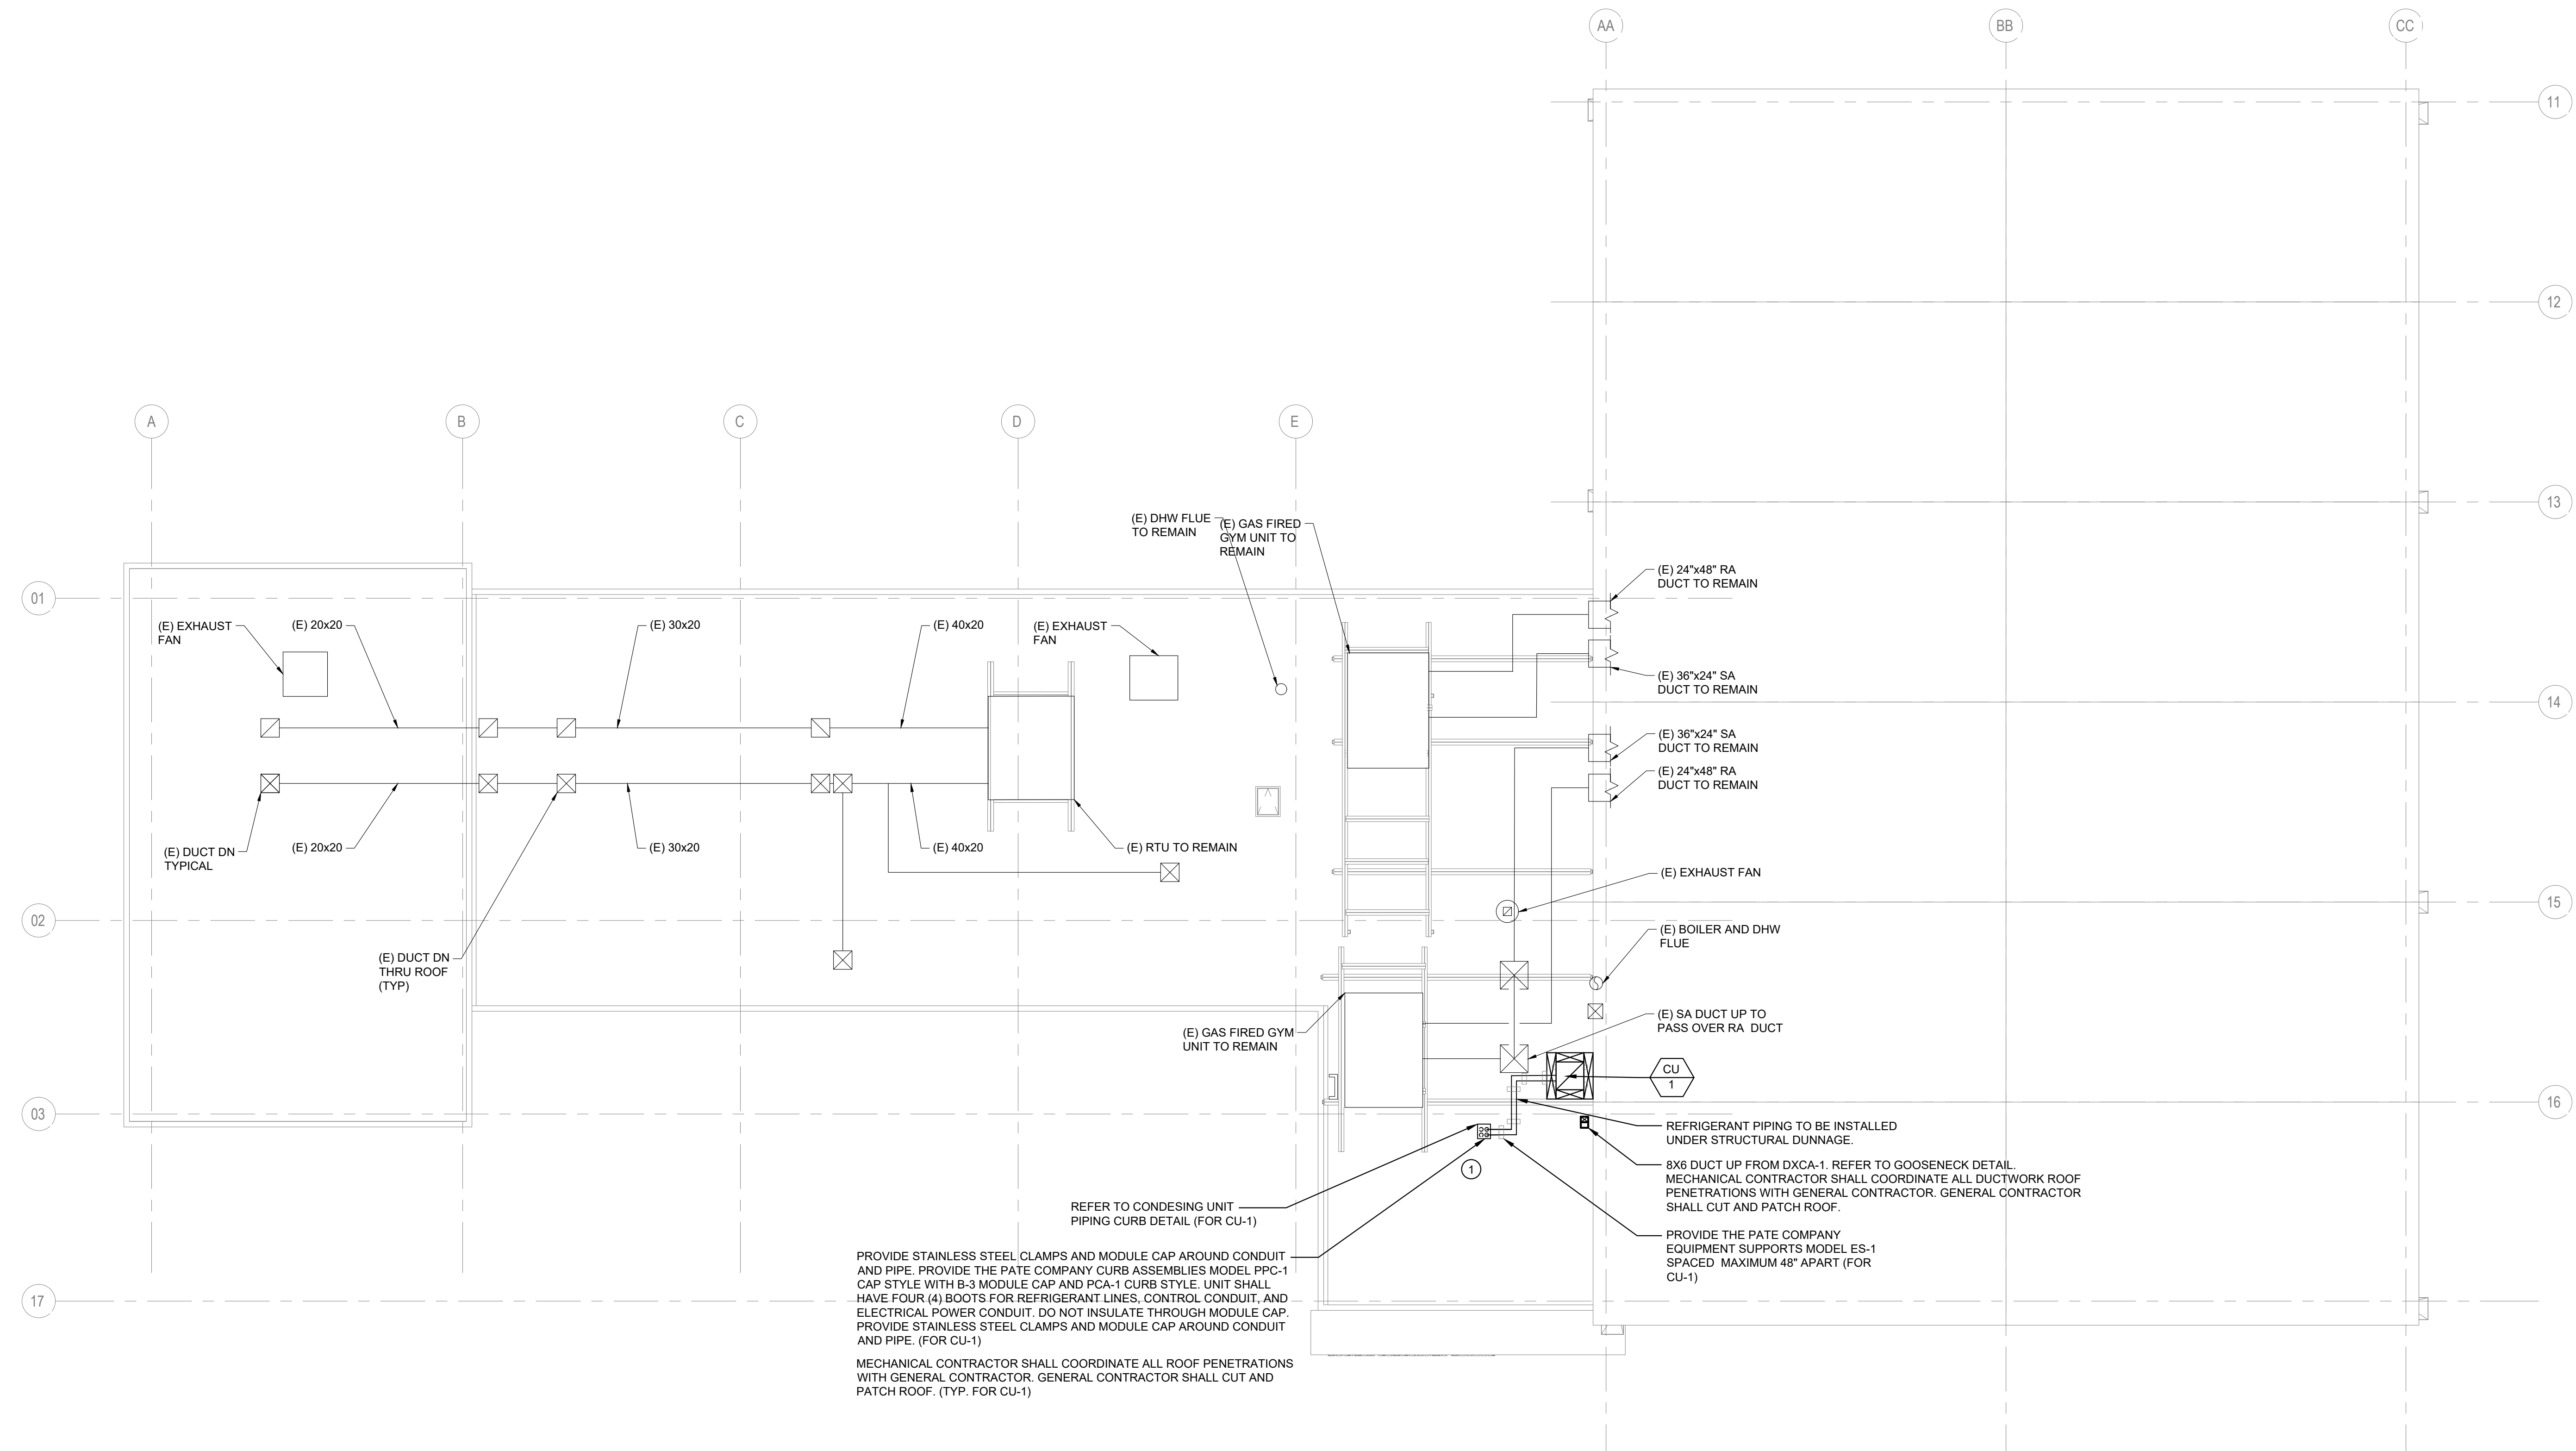 AA
BB
CC
11
12
13
14
15
16
A
B
C
D
E
01
02
03
17
(E) DHW FLUE
TO REMAIN
(E) GAS FIRED
GYM UNIT TO
REMAIN
(E) 24"x48" RA
DUCT TO REMAIN
(E) EXHAUST
FAN
(E) 20x20
(E) 30x20
(E) 40x20
(E) EXHAUST
FAN
(E) 36"x24" SA
DUCT TO REMAIN
(E) 36"x24" SA
DUCT TO REMAIN
(E) 24"x48" RA
DUCT TO REMAIN
(E) DUCT DN
TYPICAL
(E) 20x20
(E) 30x20
(E) 40x20
(E) RTU TO REMAIN
(E) EXHAUST FAN
(E) BOILER AND DHW
FLUE
(E) DUCT DN
THRU ROOF
(TYP)
(E) GAS FIRED GYM
UNIT TO REMAIN
(E) SA DUCT UP TO
PASS OVER RA DUCT
CU
1
REFRIGERANT PIPING TO BE INSTALLED
UNDER STRUCTURAL DUNNAGE.
8X6 DUCT UP FROM DXCA-1. REFER TO GOOSENECK DETAIL.
MECHANICAL CONTRACTOR SHALL COORDINATE ALL DUCTWORK ROOF
PENETRATIONS WITH GENERAL CONTRACTOR. GENERAL CONTRACTOR
SHALL CUT AND PATCH ROOF.
PROVIDE THE PATE COMPANY
EQUIPMENT SUPPORTS MODEL ES-1
SPACED MAXIMUM 48" APART (FOR
CU-1)
1
REFER TO CONDESING UNIT
PIPING CURB DETAIL (FOR CU-1)
PROVIDE STAINLESS STEEL CLAMPS AND MODULE CAP AROUND CONDUIT
AND PIPE. PROVIDE THE PATE COMPANY CURB ASSEMBLIES MODEL PPC-1
CAP STYLE WITH B-3 MODULE CAP AND PCA-1 CURB STYLE. UNIT SHALL
HAVE FOUR (4) BOOTS FOR REFRIGERANT LINES, CONTROL CONDUIT, AND
ELECTRICAL POWER CONDUIT. DO NOT INSULATE THROUGH MODULE CAP.
PROVIDE STAINLESS STEEL CLAMPS AND MODULE CAP AROUND CONDUIT
AND PIPE. (FOR CU-1)
MECHANICAL CONTRACTOR SHALL COORDINATE ALL ROOF PENETRATIONS
WITH GENERAL CONTRACTOR. GENERAL CONTRACTOR SHALL CUT AND
PATCH ROOF. (TYP. FOR CU-1)